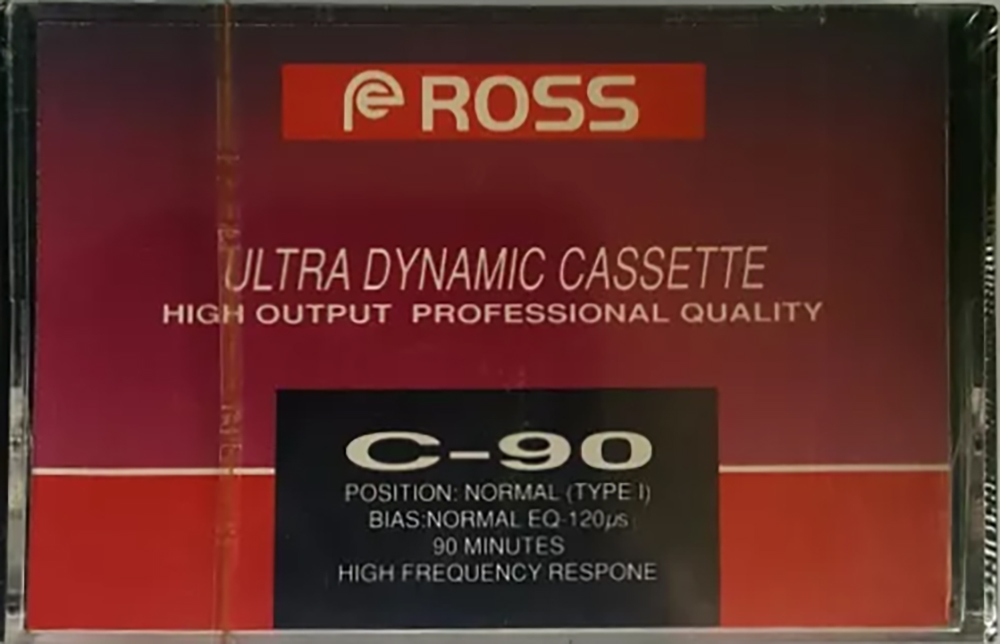 ROSS
ULTRA DYNAMIC CASSETTE
HIGH OUTPUT PROFESSIONAL QUALITY
C-90
POSITION: NORMAL (TYPE I)
BIAS:NORMAL EQ-120µs
90 MINUTES
HIGH FREQUENCY RESPONE